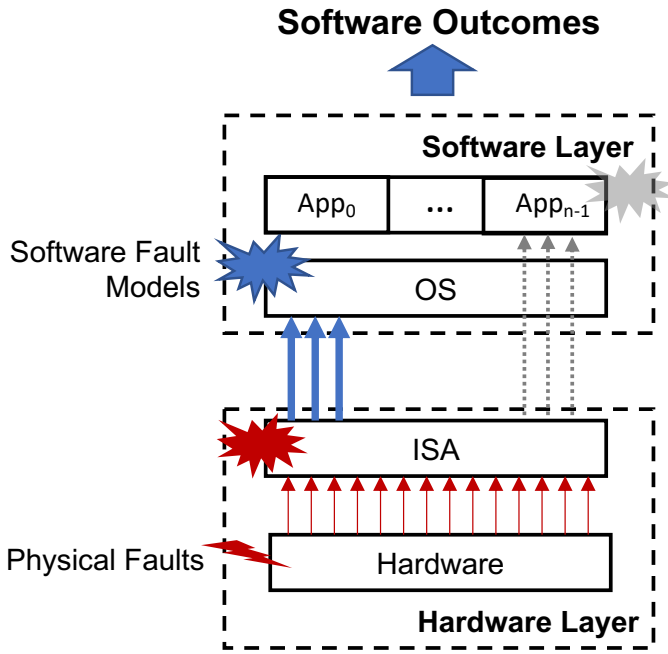 Software Outcomes
Software Layer
App0 ... Appn-1
Software Fault
Models
OS
ISA
Physical Faults
Hardware
Hardware Layer